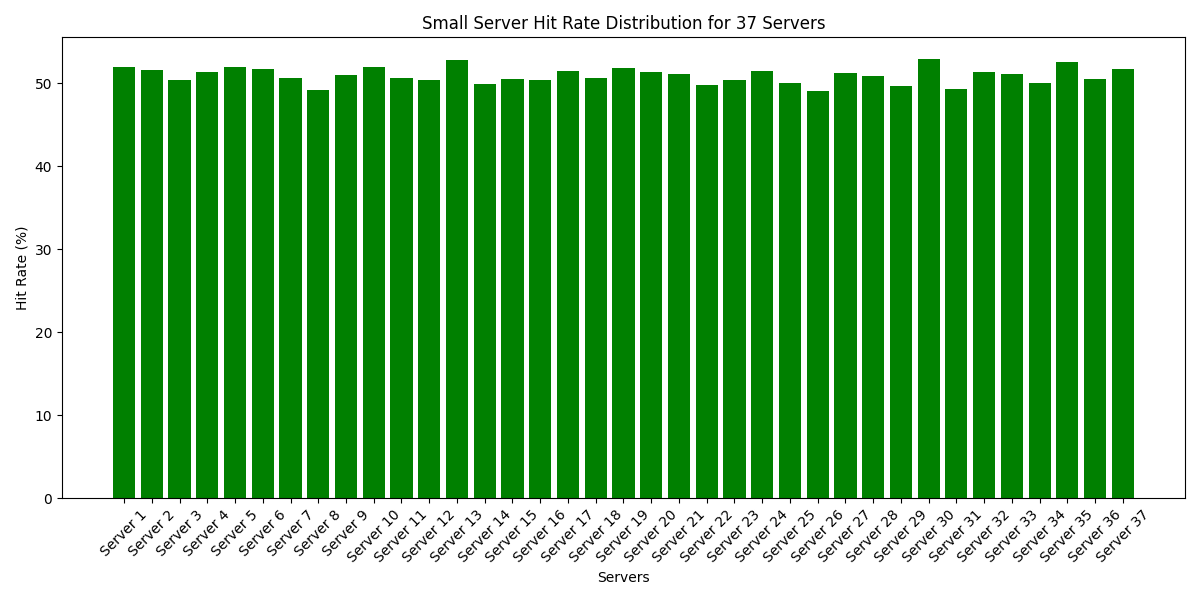 Small Server Hit Rate Distribution for 37 Servers
Hit Rate (%)
50
40
30
20
10
0
Server 1
Server 2
Server 3
Server 4
Server 5
Server 6
Server 7
Server 8
Server 9
Server 10
Server 11
Server 12
Server 13
Server 14
Server 15
Server 16
Server 17
Server 18
Server 19
Server 20
Server 21
Server 22
Server 23
Server 24
Server 25
Server 26
Server 27
Server 28
Server 29
Server 30
Server 31
Server 32
Server 33
Server 34
Server 35
Server 36
Server 37
Servers